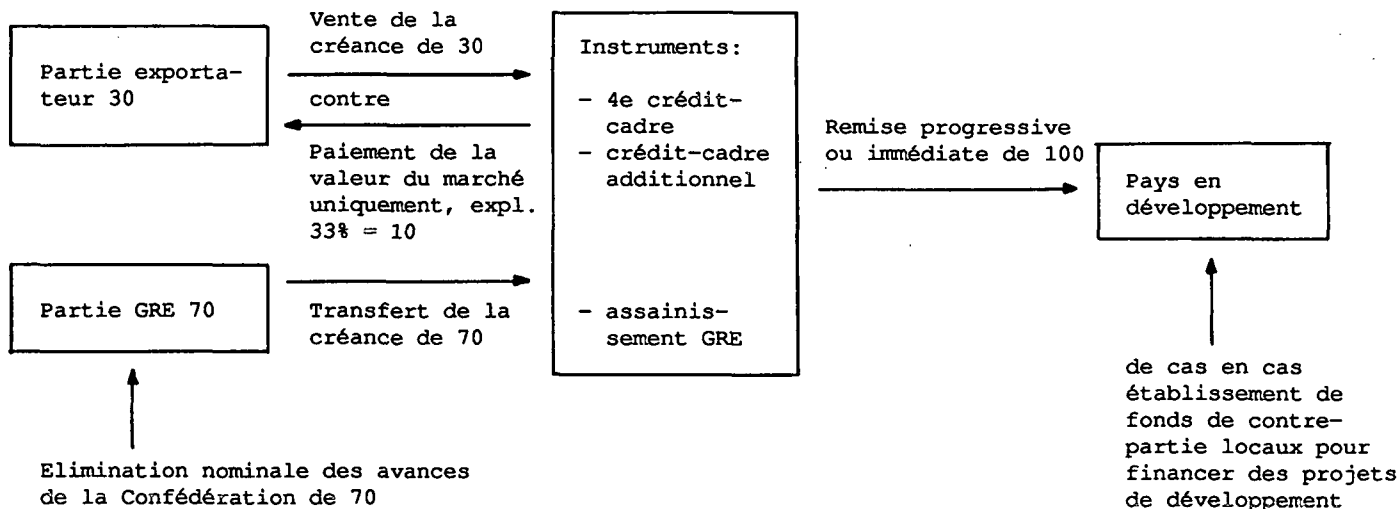 Partie exporta-
teur 30
Vente de la
créance de 30
contre
Paiement de la
valeur du marché
uniquement, expl.
33% = 10
Partie GRE 70
Transfert de la
créance de 70
Elimination nominale des avances
de la Confédération de 70
Instruments:
- 4e crédit-
cadre
- crédit-cadre
additionnel
- assainis-
sement GRE
Remise progressive
ou immédiate de 100
Pays en
développement
de cas en cas
établissement de
fonds de contre-
partie locaux pour
financer des projets
de développement